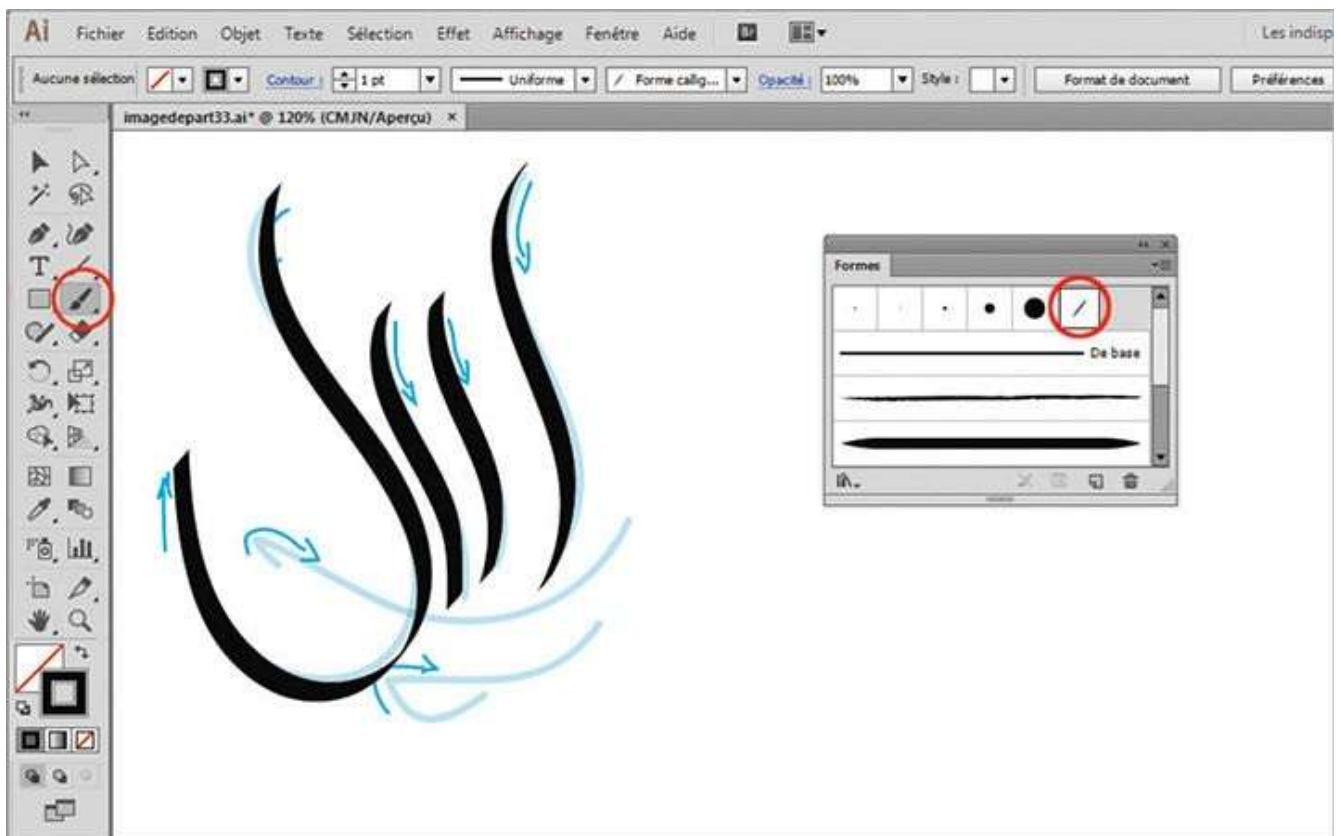 Ai Fichier Edition Objet Texte Sélection Effet Affichage Fenêtre Aide Br Les indisp
Aucune sélection Contour : 1 pt Uniforme Forme callig... Opacité : 100% Style : Format de document Préférences
imagedepart33.ai* @ 120% (CMJN/Aperçu) ×
Formes
De base